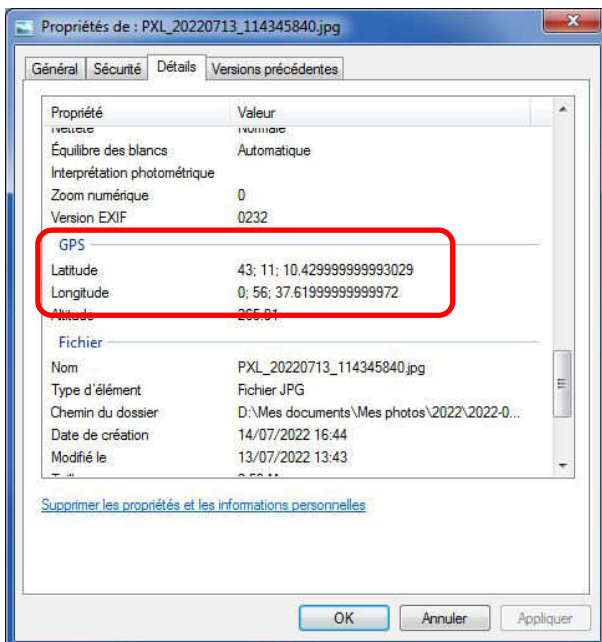 Propriétés de : PXL_20220713_114345840.jpg
Général Sécurité Détails Versions précédentes
Propriété Valeur
Netteté Normale
Équilibre des blancs Automatique
Interprétation photométrique
Zoom numérique 0
Version EXIF 0232
GPS
Latitude 43; 11; 10.429999999993029
Longitude 0; 56; 37.61999999999972
Altitude
Fichier
Nom PXL_20220713_114345840.jpg
Type d'élément Fichier JPG
Chemin du dossier D:\Mes documents\Mes photos\2022\2022-0...
Date de création 14/07/2022 16:44
Modifié le 13/07/2022 13:43
Supprimer les propriétés et les informations personnelles
OK Annuler Appliquer